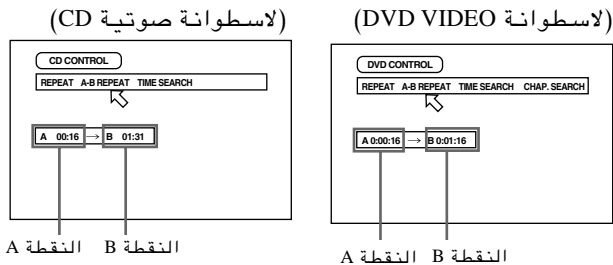 (لاسطوانة DVD VIDEO)
DVD CONTROL
REPEAT A-B REPEAT TIME SEARCH CHAP. SEARCH
A 0:00:16 → B 0:01:16
النقطة B النقطة A
(لاسطوانة صوتية CD)
CD CONTROL
REPEAT A-B REPEAT TIME SEARCH
A 00:16 → B 01:31
النقطة B النقطة A